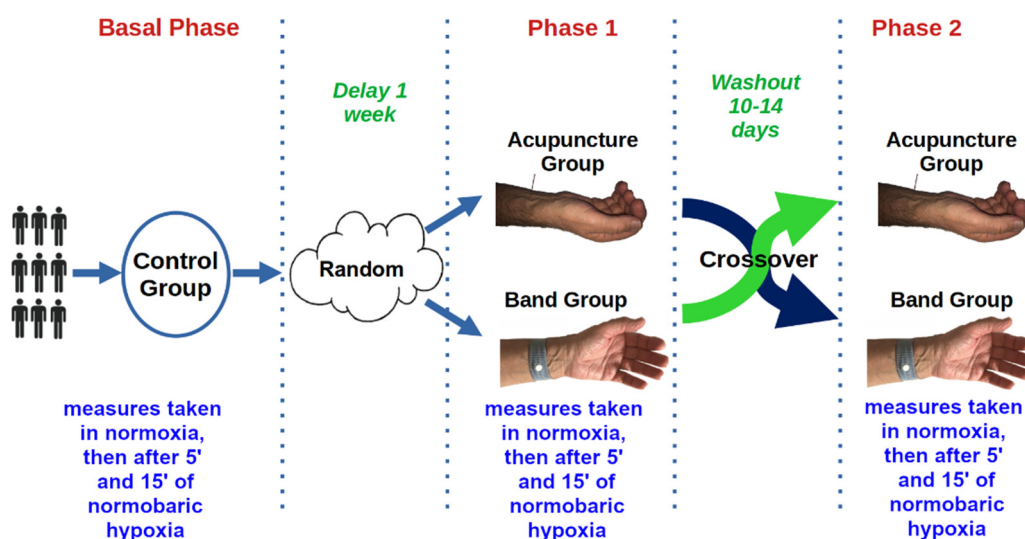 Basal Phase
Phase 1
Phase 2
Delay 1
week
Washout
10-14
days
Acupuncture
Group
Acupuncture
Group
Control
Group
Random
Crossover
Band Group
Band Group
measures taken
in normoxia,
then after 5'
and 15' of
normobaric
hypoxia
measures taken
in normoxia,
then after 5'
and 15' of
normobaric
hypoxia
measures taken
in normoxia,
then after 5'
and 15' of
normobaric
hypoxia